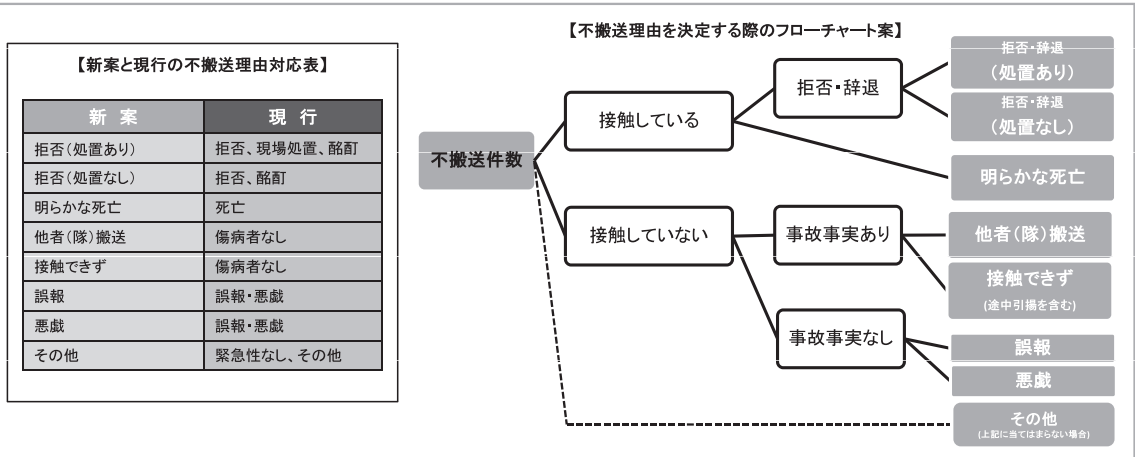 【新案と現行の不搬送理由対応表】
新 案 現 行
拒否(処置あり) 拒否、現場処置、酩酊
拒否(処置なし) 拒否、酩酊
明らかな死亡 死亡
他者(隊)搬送 傷病者なし
接触できず 傷病者なし
誤報 誤報・悪戯
悪戯 誤報・悪戯
その他 緊急性なし、その他
【不搬送理由を決定する際のフローチャート案】
不搬送件数
接触している
拒否・辞退
拒否・辞退
(処置あり)
拒否・辞退
(処置なし)
明らかな死亡
接触していない
事故事実あり
他者(隊)搬送
接触できず
(途中引揚を含む)
事故事実なし
誤報
悪戯
その他
(上記に当てはまらない場合)